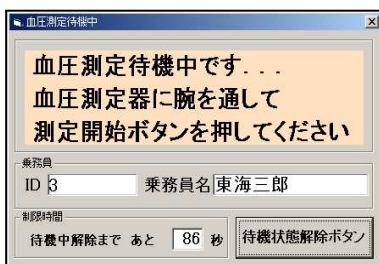 血圧測定待機中
血圧測定待機中です...
血圧測定器に腕を通して
測定開始ボタンを押してください
乗務員
ID 3 乗務員名 東海三郎
制限時間
待機中解除まで あと 86 秒 待機状態解除ボタン